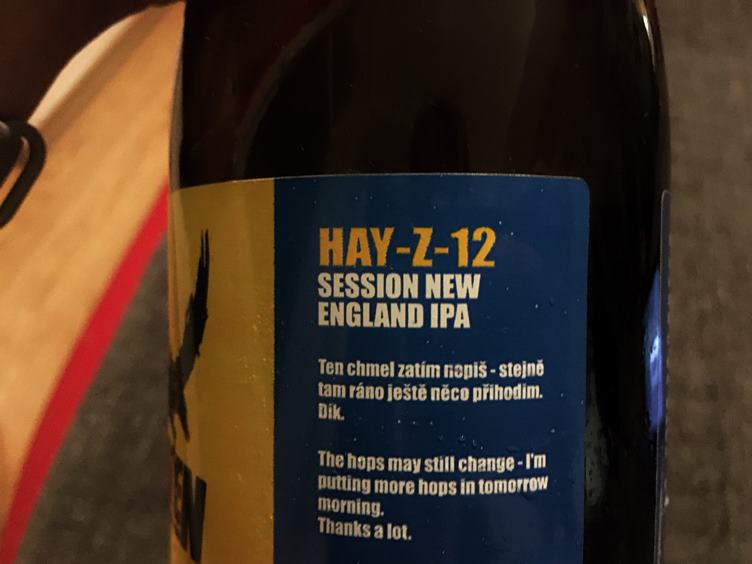 HAY-Z-12
SESSION NEW
ENGLAND IPA
Ten chmel zatím nepiš - stejně
tam ráno ještě něco přihodím.
Dík.
The hops may still change - I'm
putting more hops in tomorrow
morning.
Thanks a lot.
EN